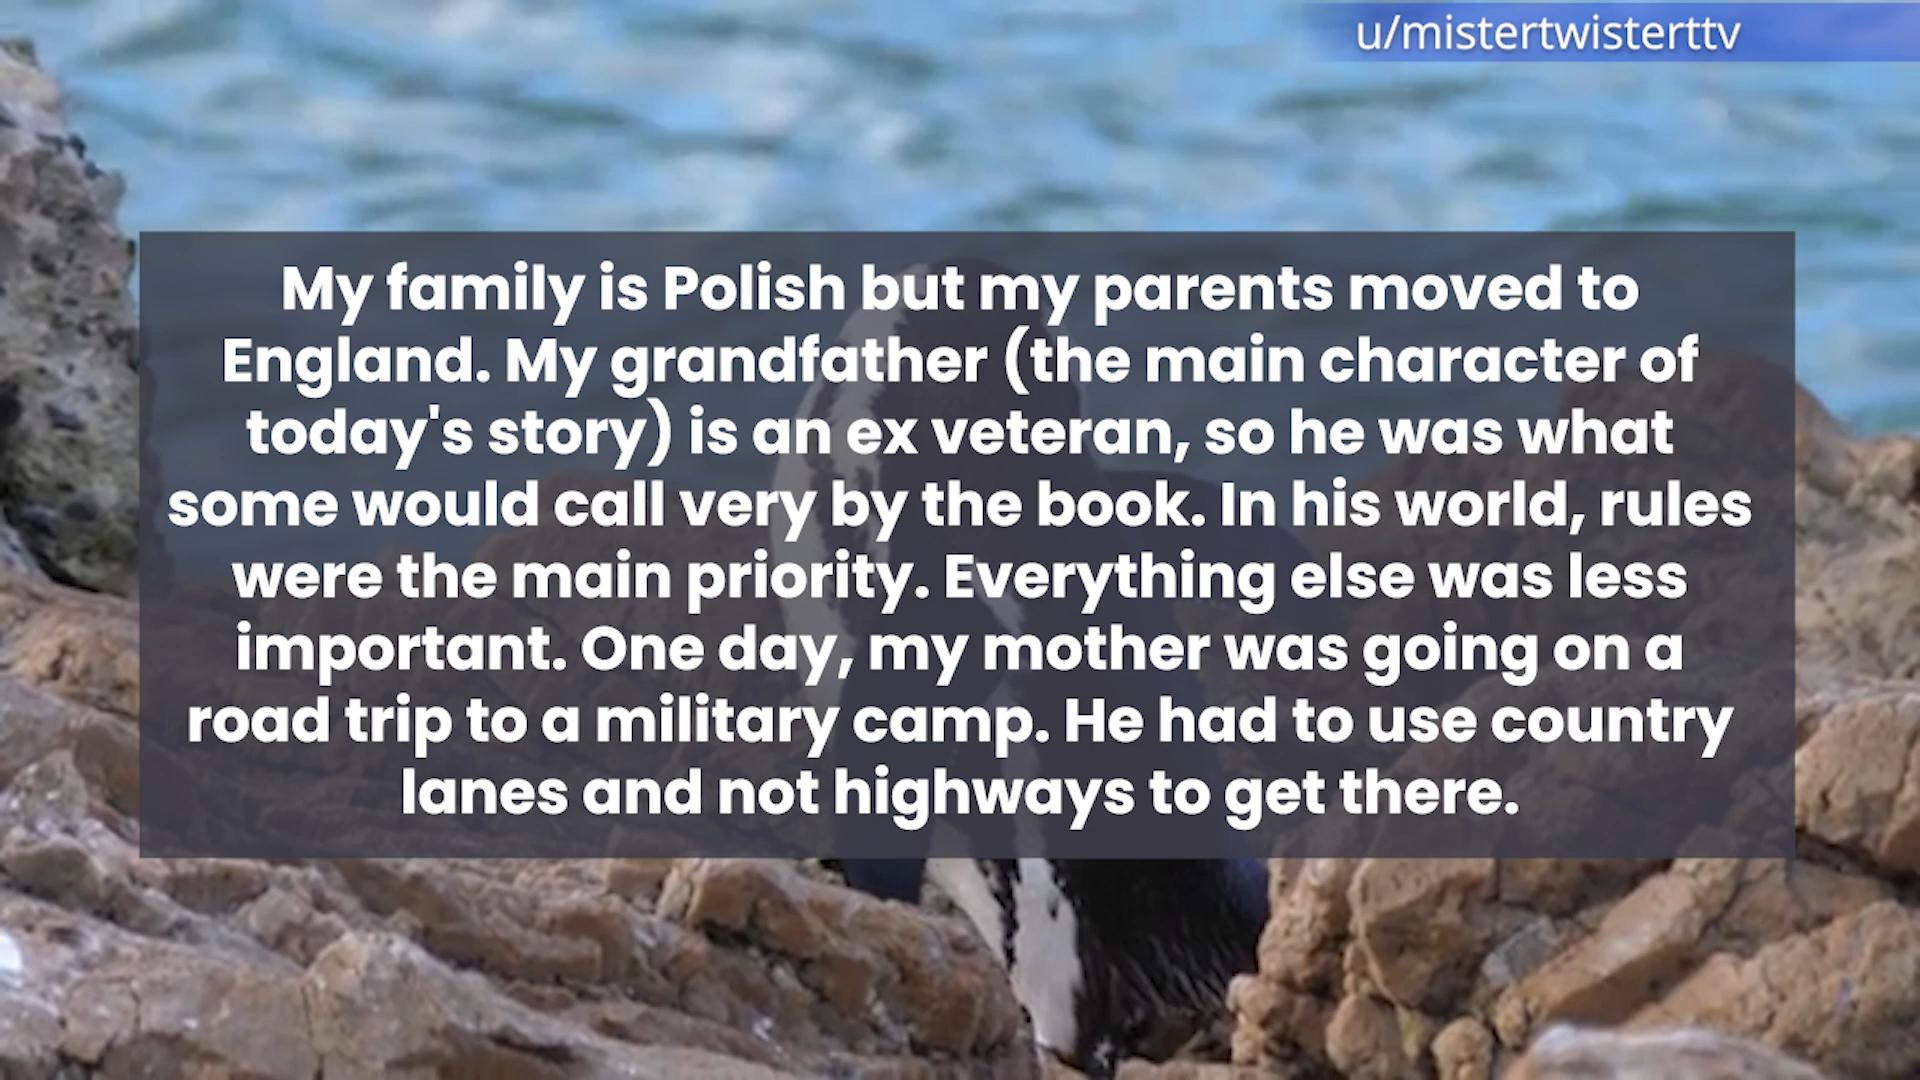 u/mistertwisterttv
My family is Polish but my parents moved to
England. My grandfather (the main character of
today's story) is an ex veteran, so he was what
some would call very by the book. In his world, rules
were the main priority. Everything else was less
important. One day, my mother was going on a
road trip to a military camp. He had to use country
lanes and not highways to get there.